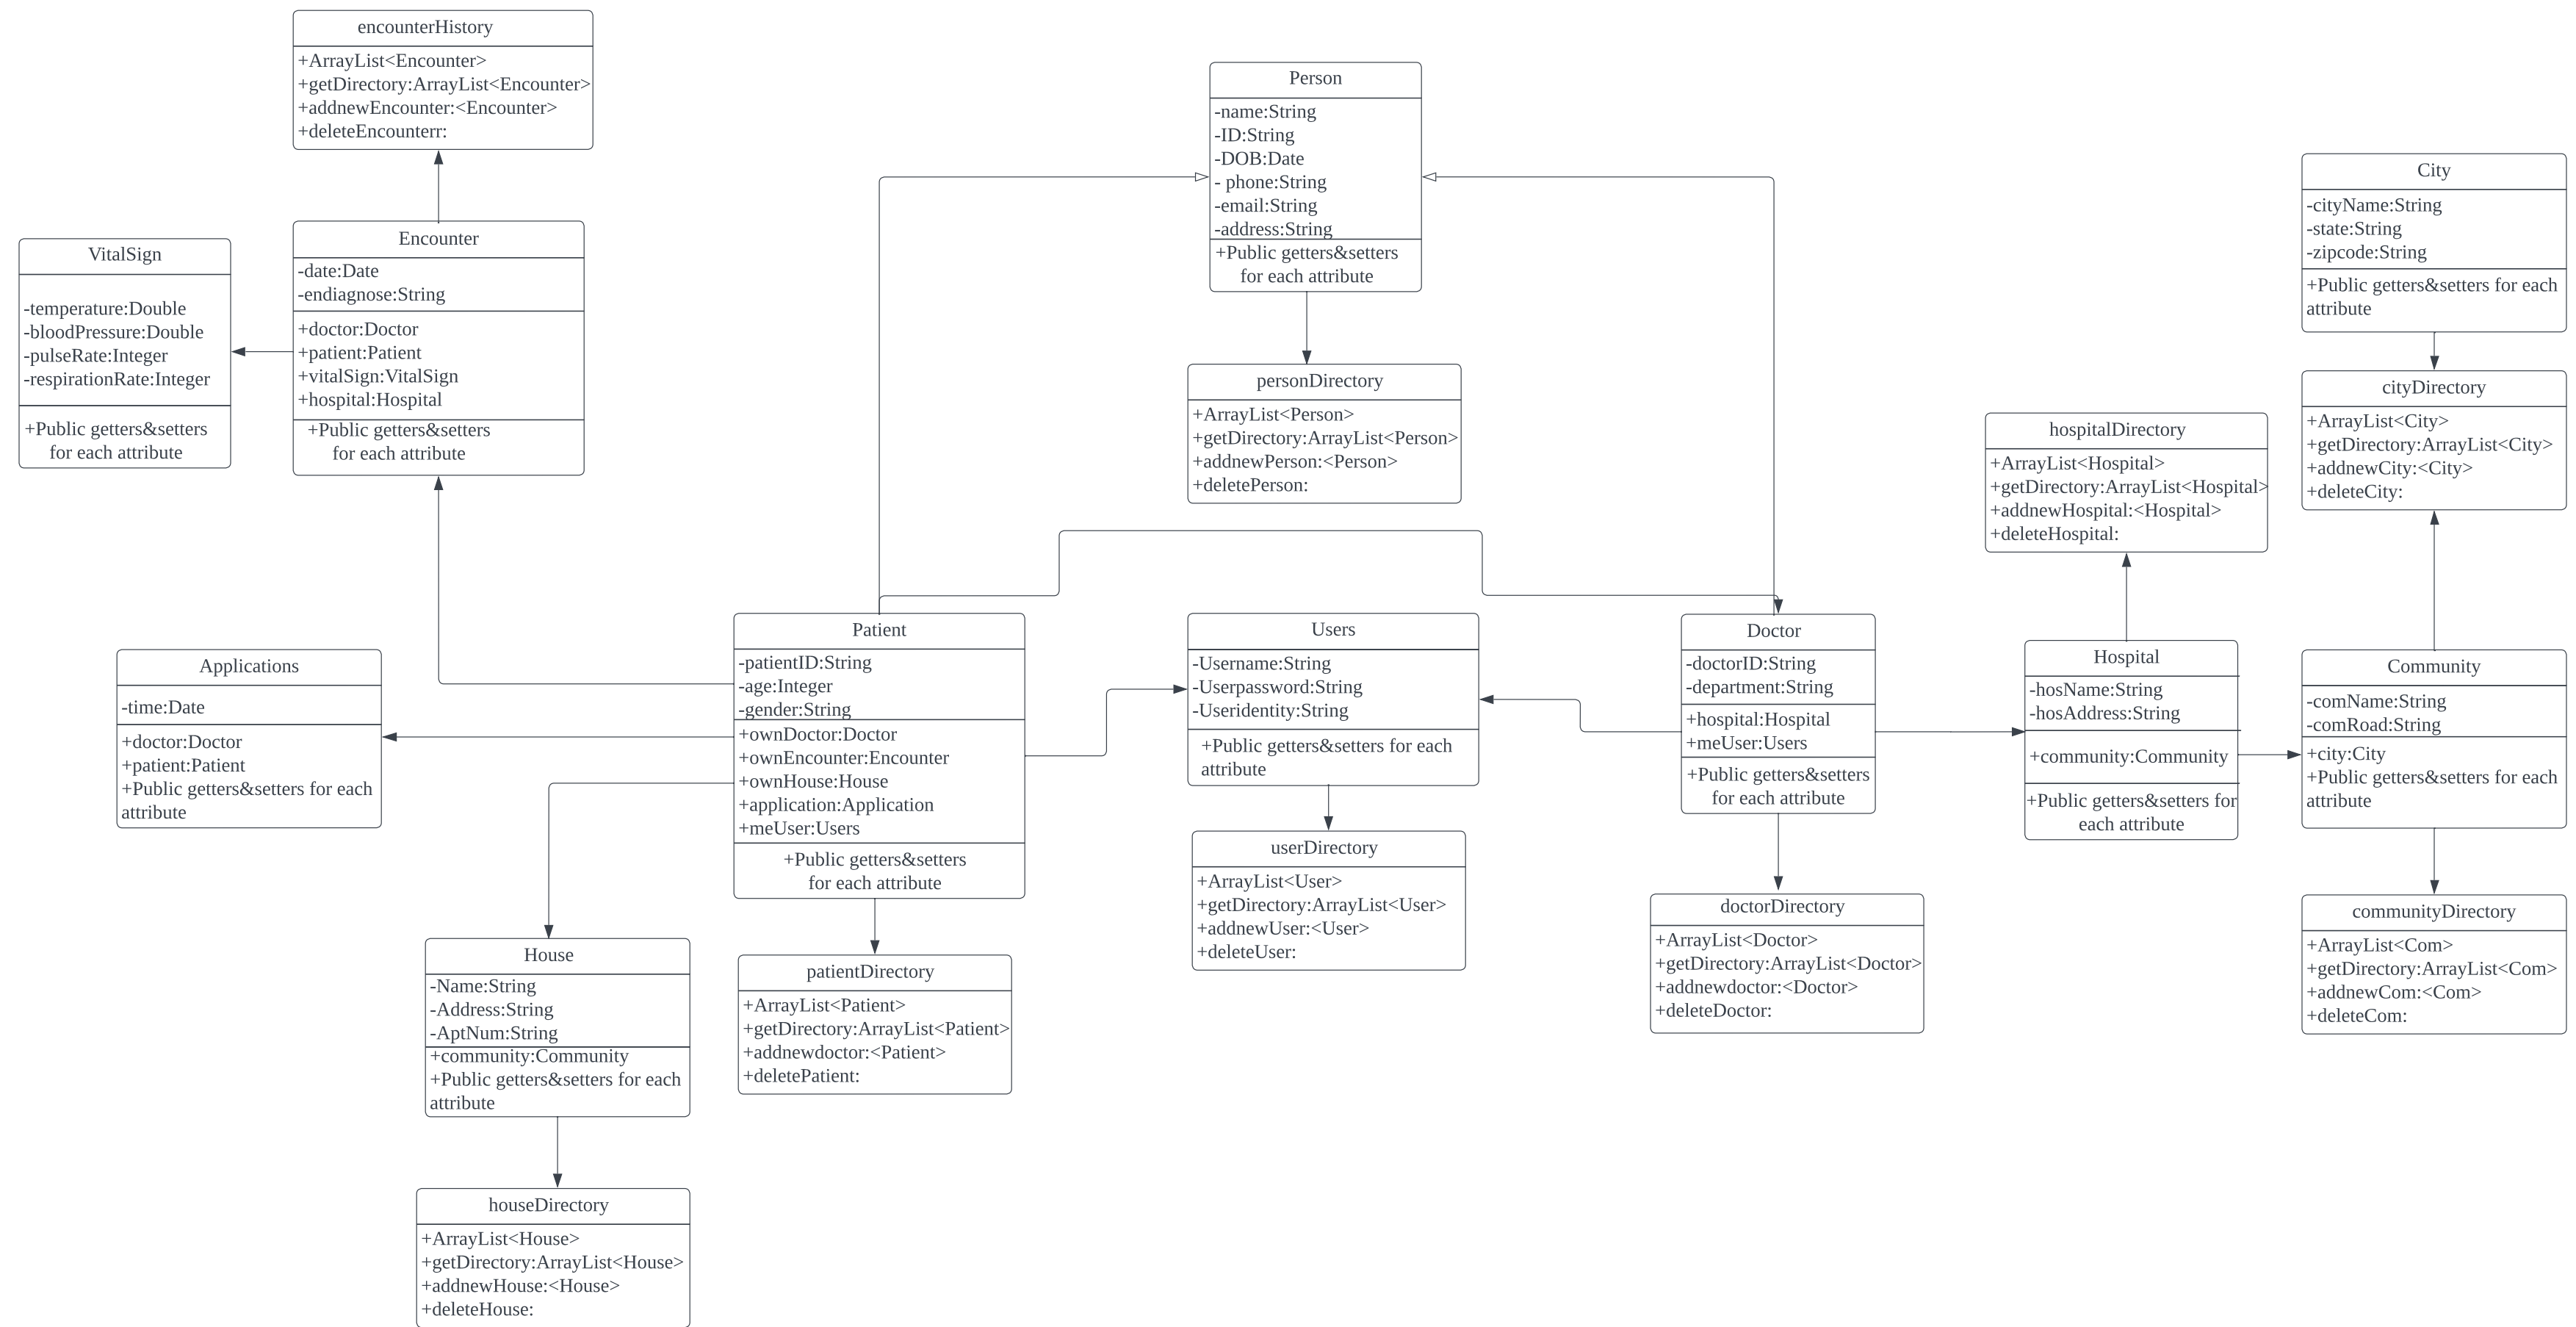 encounterHistory
+ArrayList<Encounter>
+getDirectory:ArrayList<Encounter>
+addnewEncounter:<Encounter>
+deleteEncounterr:
Person
-name:String
-ID:String
-DOB:Date
- phone:String
-email:String
-address:String
+Public getters&setters
for each attribute
City
-cityName:String
-state:String
-zipcode:String
+Public getters&setters for each
attribute
Encounter
-date:Date
-endiagnose:String
+doctor:Doctor
+patient:Patient
+vitalSign:VitalSign
+hospital:Hospital
+Public getters&setters
for each attribute
VitalSign
-temperature:Double
-bloodPressure:Double
-pulseRate:Integer
-respirationRate:Integer
+Public getters&setters
for each attribute
personDirectory
+ArrayList<Person>
+getDirectory:ArrayList<Person>
+addnewPerson:<Person>
+deletePerson:
cityDirectory
+ArrayList<City>
+getDirectory:ArrayList<City>
+addnewCity:<City>
+deleteCity:
hospitalDirectory
+ArrayList<Hospital>
+getDirectory:ArrayList<Hospital>
+addnewHospital:<Hospital>
+deleteHospital:
Applications
-time:Date
+doctor:Doctor
+patient:Patient
+Public getters&setters for each
attribute
Patient
-patientID:String
-age:Integer
-gender:String
+ownDoctor:Doctor
+ownEncounter:Encounter
+ownHouse:House
+application:Application
+meUser:Users
+Public getters&setters
for each attribute
Users
-Username:String
-Userpassword:String
-Useridentity:String
+Public getters&setters for each
attribute
Doctor
-doctorID:String
-department:String
+hospital:Hospital
+meUser:Users
+Public getters&setters
for each attribute
Hospital
-hosName:String
-hosAddress:String
+community:Community
+Public getters&setters for
each attribute
Community
-comName:String
-comRoad:String
+city:City
+Public getters&setters for each
attribute
userDirectory
+ArrayList<User>
+getDirectory:ArrayList<User>
+addnewUser:<User>
+deleteUser:
doctorDirectory
+ArrayList<Doctor>
+getDirectory:ArrayList<Doctor>
+addnewdoctor:<Doctor>
+deleteDoctor:
communityDirectory
+ArrayList<Com>
+getDirectory:ArrayList<Com>
+addnewCom:<Com>
+deleteCom:
House
-Name:String
-Address:String
-AptNum:String
+community:Community
+Public getters&setters for each
attribute
patientDirectory
+ArrayList<Patient>
+getDirectory:ArrayList<Patient>
+addnewdoctor:<Patient>
+deletePatient:
houseDirectory
+ArrayList<House>
+getDirectory:ArrayList<House>
+addnewHouse:<House>
+deleteHouse: